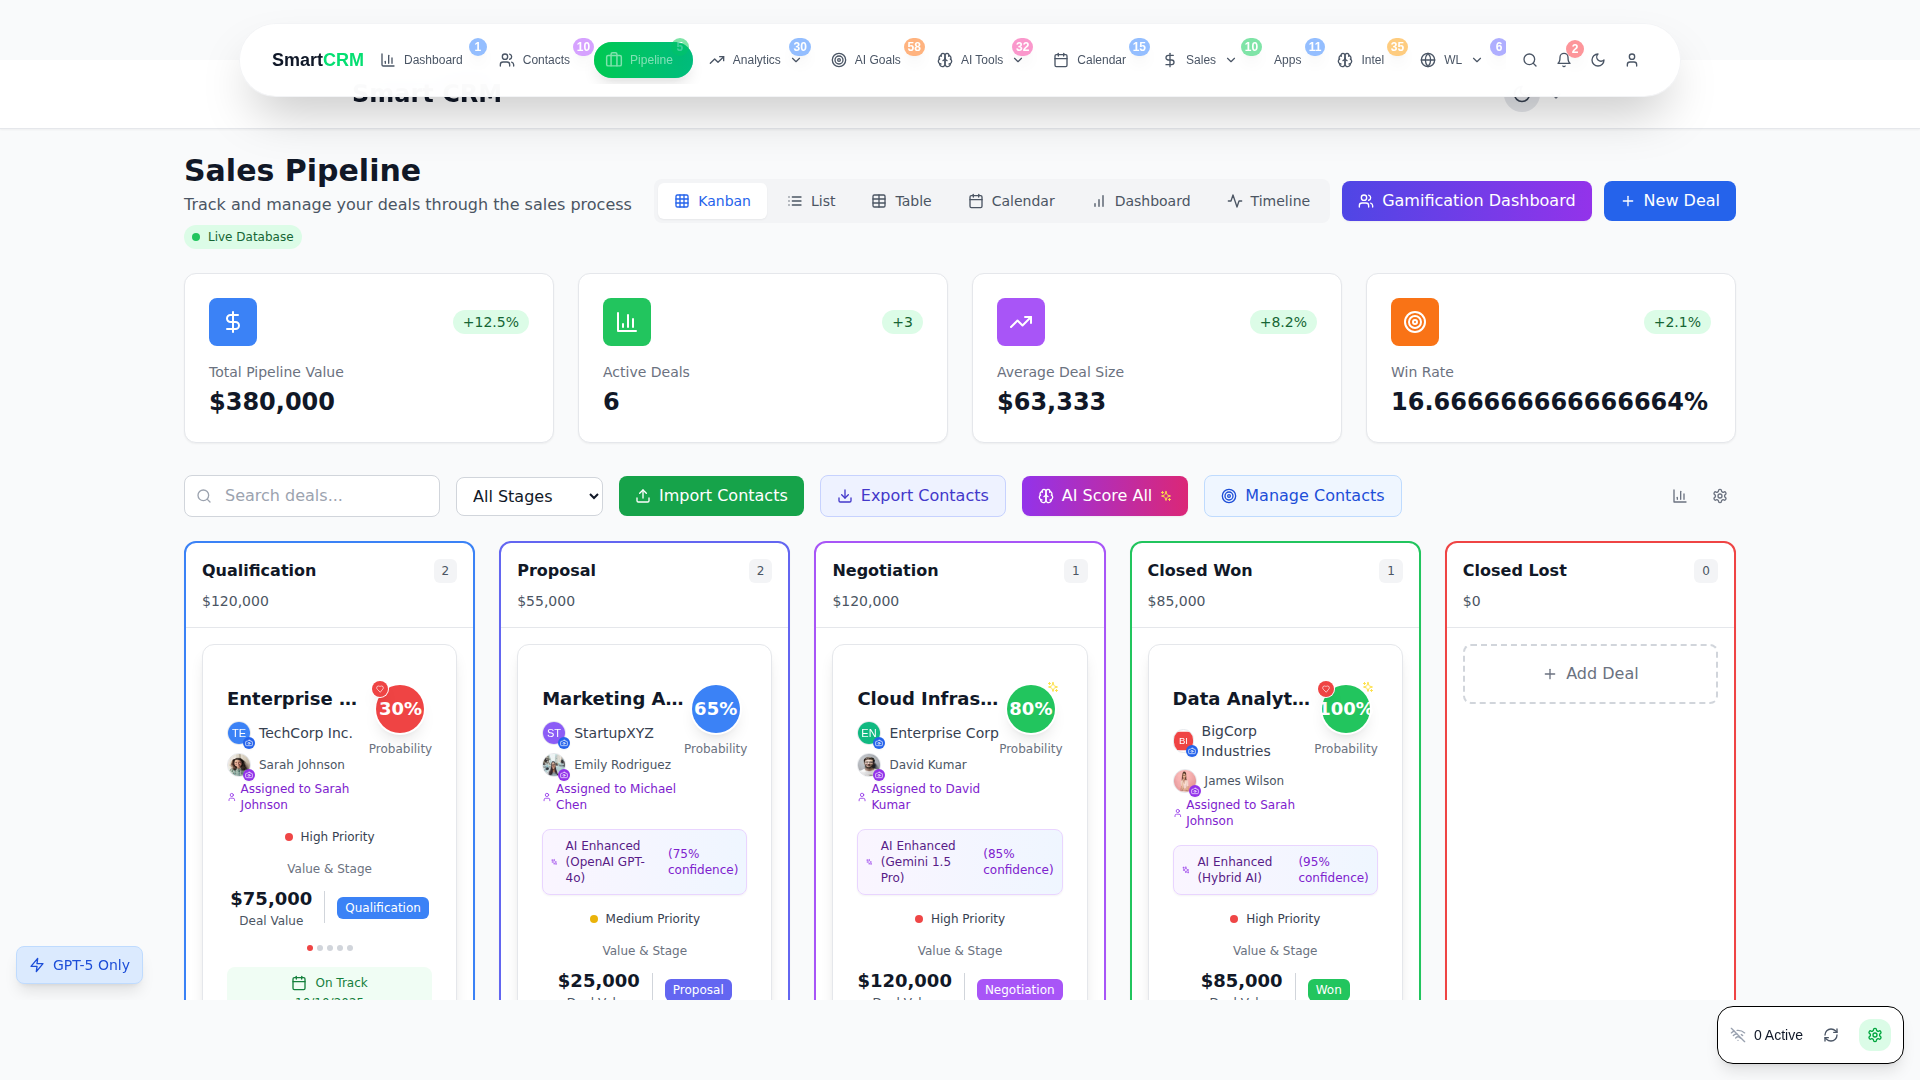 SmartCRM
Dashboard 1
Contacts 10
Pipeline 5
Analytics 30
AI Goals 58
AI Tools 32
Calendar 15
Sales 10
Apps 11
Intel 35
WL 6
2
Smart CRM
Sales Pipeline
Track and manage your deals through the sales process
Live Database
Kanban
List
Table
Calendar
Dashboard
Timeline
Gamification Dashboard
New Deal
+12.5%
Total Pipeline Value
$380,000
+3
Active Deals
6
+8.2%
Average Deal Size
$63,333
+2.1%
Win Rate
16.666666666666664%
Search deals...
All Stages
Import Contacts
Export Contacts
AI Score All
Manage Contacts
Qualification 2
$120,000
Enterprise ...
30%
Probability
TE TechCorp Inc.
Sarah Johnson
Assigned to Sarah
Johnson
High Priority
Value & Stage
$75,000
Deal Value
Qualification
On Track
10/10/2025
Proposal 2
$55,000
Marketing A...
65%
Probability
ST StartupXYZ
Emily Rodriguez
Assigned to Michael
Chen
AI Enhanced
(OpenAI GPT-
4o)
(75%
confidence)
Medium Priority
Value & Stage
$25,000
Deal Value
Proposal
Negotiation 1
$120,000
Cloud Infras...
80%
Probability
EN Enterprise Corp
David Kumar
Assigned to David
Kumar
AI Enhanced
(Gemini 1.5
Pro)
(85%
confidence)
High Priority
Value & Stage
$120,000
Deal Value
Negotiation
Closed Won 1
$85,000
Data Analyt...
100%
Probability
BI BigCorp
Industries
James Wilson
Assigned to Sarah
Johnson
AI Enhanced
(Hybrid AI)
(95%
confidence)
High Priority
Value & Stage
$85,000
Deal Value
Won
Closed Lost 0
$0
Add Deal
GPT-5 Only
0 Active